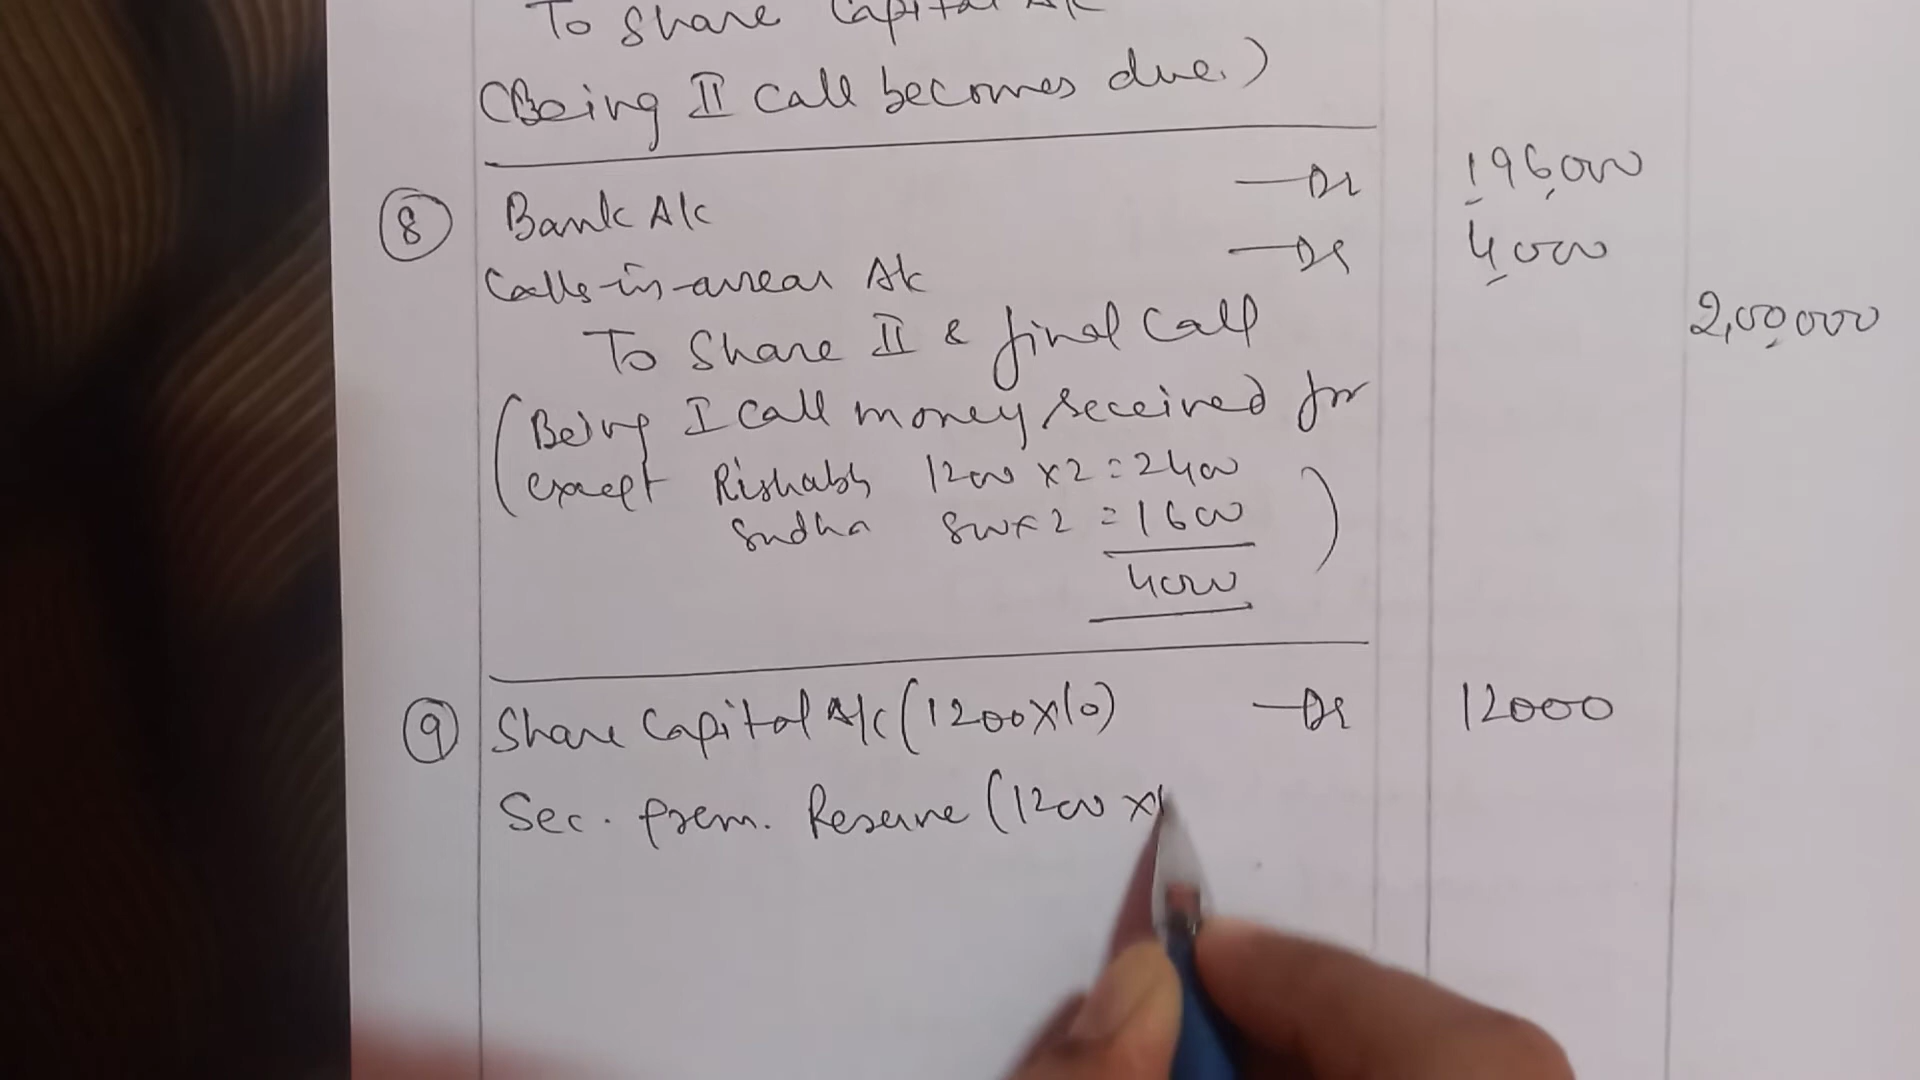 To Share Capital A/c
(Being II Call becomes due.)
8 Bank A/c — Dr 196,000
Calls-in-arrear A/c — Dr 4,000
To Share II & final Call 2,00,000
(Being I Call money received for
except Rishabh 1200 x 2 = 2400
Sudha 800 x 2 = 1600)
4000
9 Share Capital A/c (1200x10) — Dr 12000
Sec. prem. Reserve (1200 x